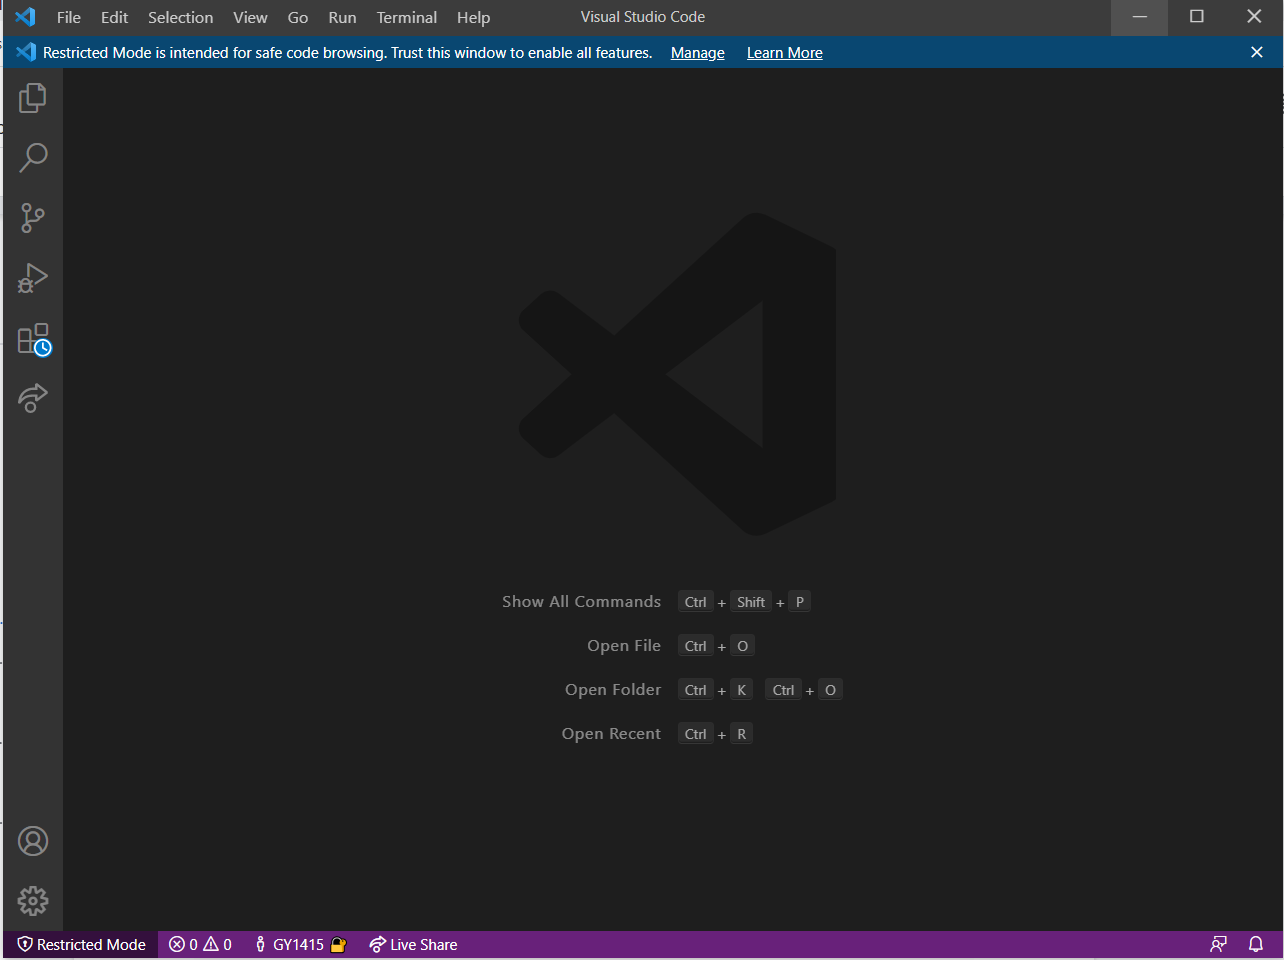 File Edit Selection View Go Run Terminal Help Visual Studio Code
Restricted Mode is intended for safe code browsing. Trust this window to enable all features. Manage Learn More
Show All Commands Ctrl + Shift + P
Open File Ctrl + O
Open Folder Ctrl + K Ctrl + O
Open Recent Ctrl + R
Restricted Mode 0 0 GY1415 Live Share